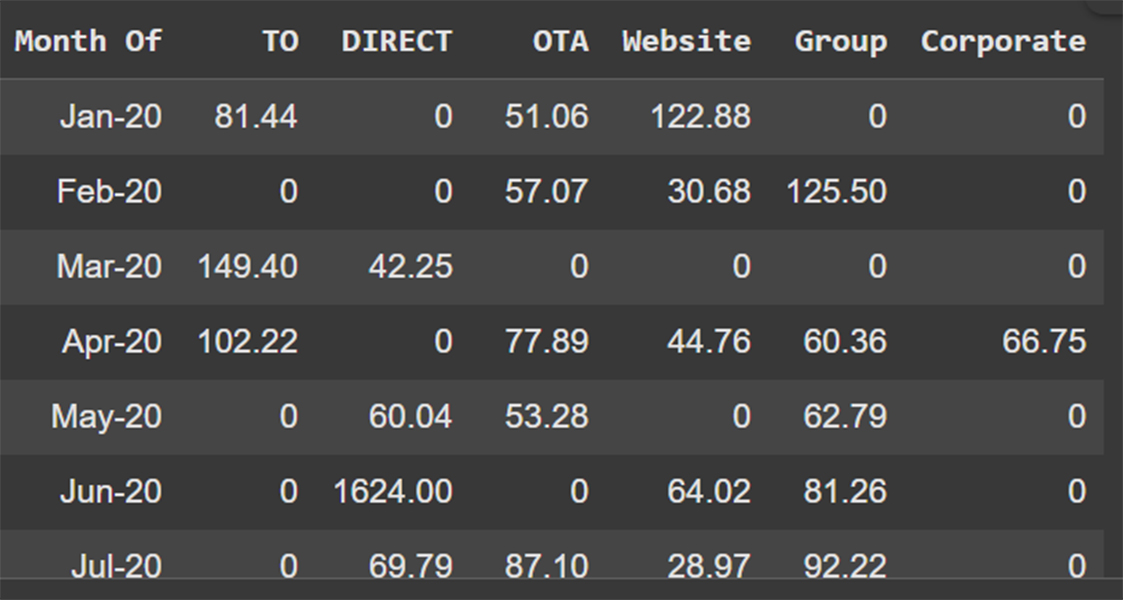 Month Of TO DIRECT OTA Website Group Corporate
Jan-20 81.44 0 51.06 122.88 0 0
Feb-20 0 0 57.07 30.68 125.50 0
Mar-20 149.40 42.25 0 0 0 0
Apr-20 102.22 0 77.89 44.76 60.36 66.75
May-20 0 60.04 53.28 0 62.79 0
Jun-20 0 1624.00 0 64.02 81.26 0
Jul-20 0 69.79 87.10 28.97 92.22 0